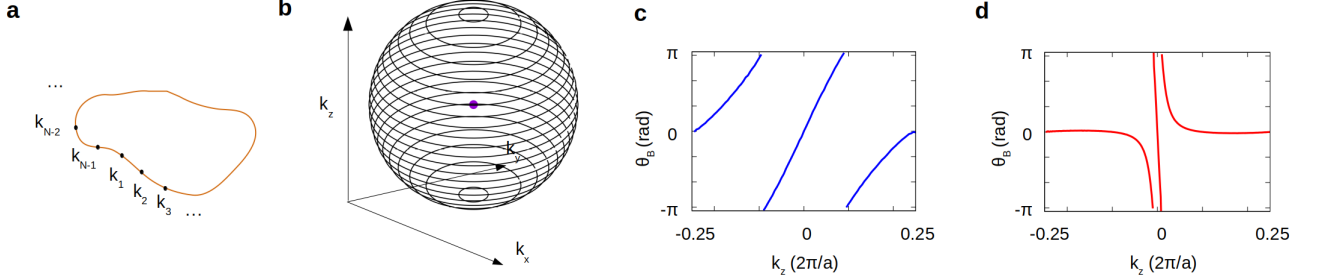 a
...
k_{N-2}
k_{N-1}
k_1
k_2
k_3
...
b
k_z
k_y
k_x
c
π
0
-π
θ_B (rad)
-0.25
0
0.25
k_z (2π/a)
d
π
0
-π
θ_B (rad)
-0.25
0
0.25
k_z (2π/a)